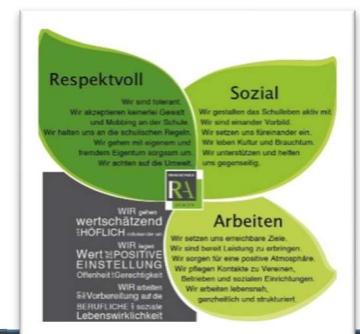 Respektvoll
Wir sind tolerant.
Wir akzeptieren keinerlei Gewalt
und Mobbing an der Schule.
Wir halten uns an die schulischen Regeln.
Wir gehen mit eigenem und
fremdem Eigentum sorgsam um.
Wir achten auf die Umwelt.
Sozial
Wir gestalten das Schulleben aktiv mit.
Wir sind einander Vorbild.
Wir setzen uns füreinander ein.
Wir leben Kultur und Brauchtum.
Wir unterstützen und helfen
uns gegenseitig.
RA
WIR gehen
wertschätzend
HÖFLICH
WIR legen
Wert POSITIVE
EINSTELLUNG
Offenheit Gerechtigkeit
WIR arbeiten
Vorbereitung auf die
BERUFLICHE soziale
Lebenswirklichkeit
Arbeiten
Wir setzen uns erreichbare Ziele.
Wir sind bereit Leistung zu erbringen.
Wir sorgen für eine positive Atmosphäre.
Wir pflegen Kontakte zu Vereinen,
Betrieben und sozialen Einrichtungen.
Wir arbeiten lebensnah,
ganzheitlich und strukturiert.